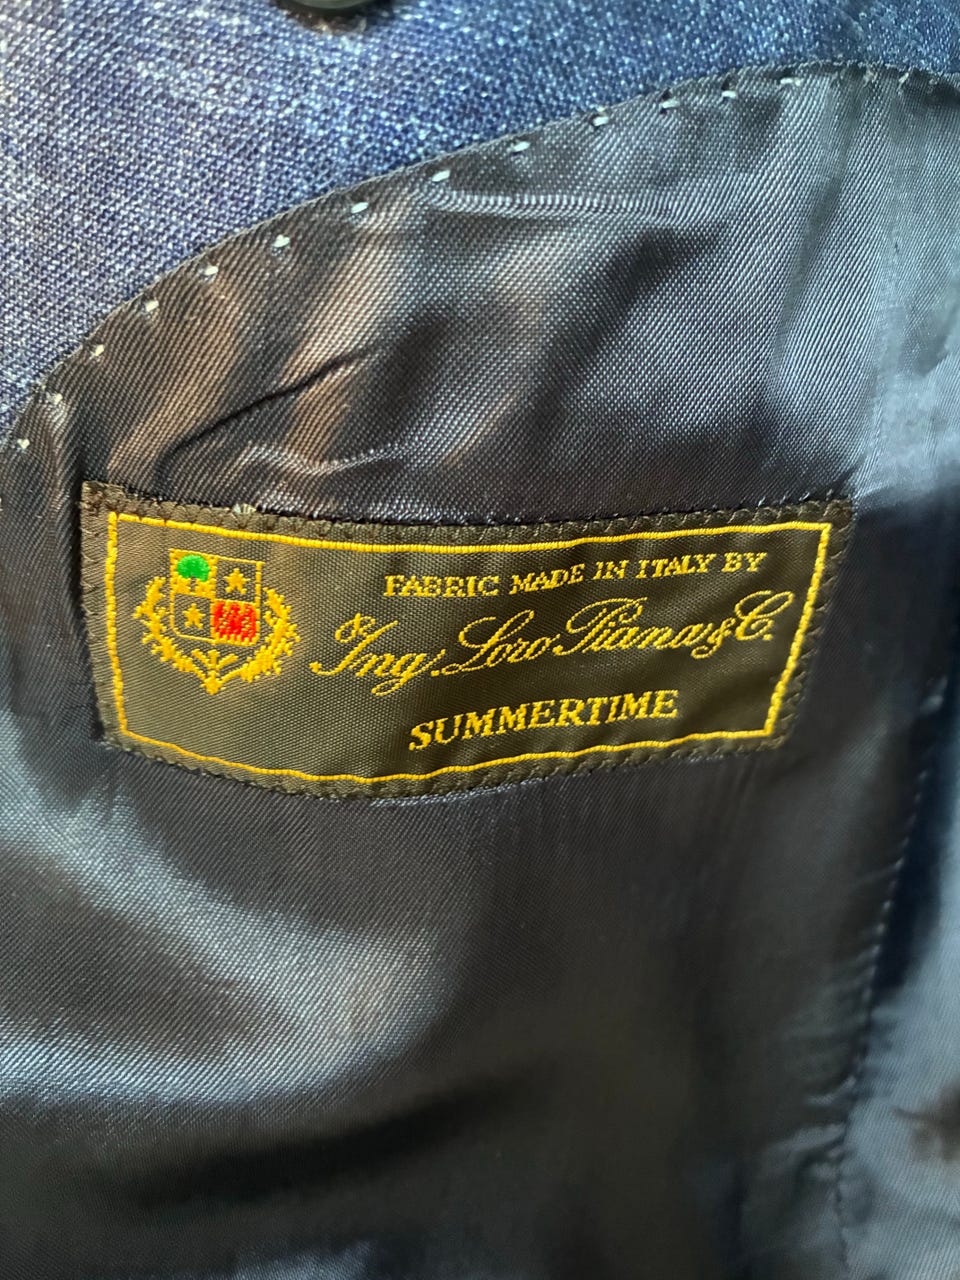 FABRIC MADE IN ITALY BY
Ing. Loro Piana & C.
SUMMERTIME